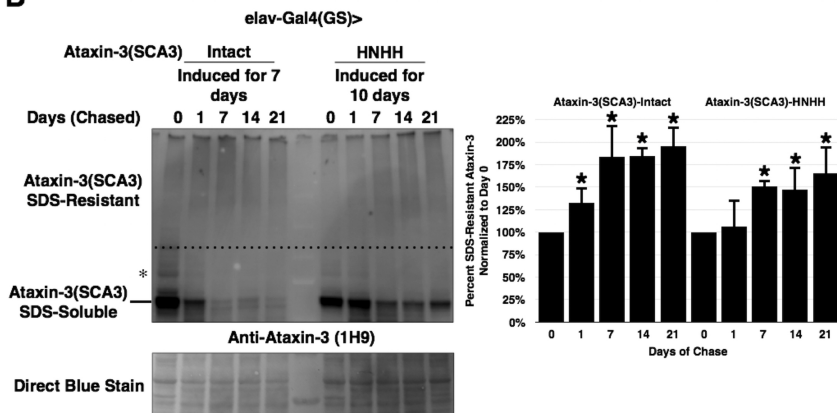 elav-Gal4(GS)>
Ataxin-3(SCA3) Intact HNHH
Induced for 7 days Induced for 10 days
Days (Chased) 0 1 7 14 21 0 1 7 14 21
Ataxin-3(SCA3)
SDS-Resistant
*
Ataxin-3(SCA3)
SDS-Soluble
Anti-Ataxin-3 (1H9)
Direct Blue Stain
Ataxin-3(SCA3)-Intact Ataxin-3(SCA3)-HNHH
Percent SDS-Resistant Ataxin-3
Normalized to Day 0
225%
200%
175%
150%
125%
100%
75%
50%
25%
0%
* * * * * * *
0 1 7 14 21 0 1 7 14 21
Days of Chase